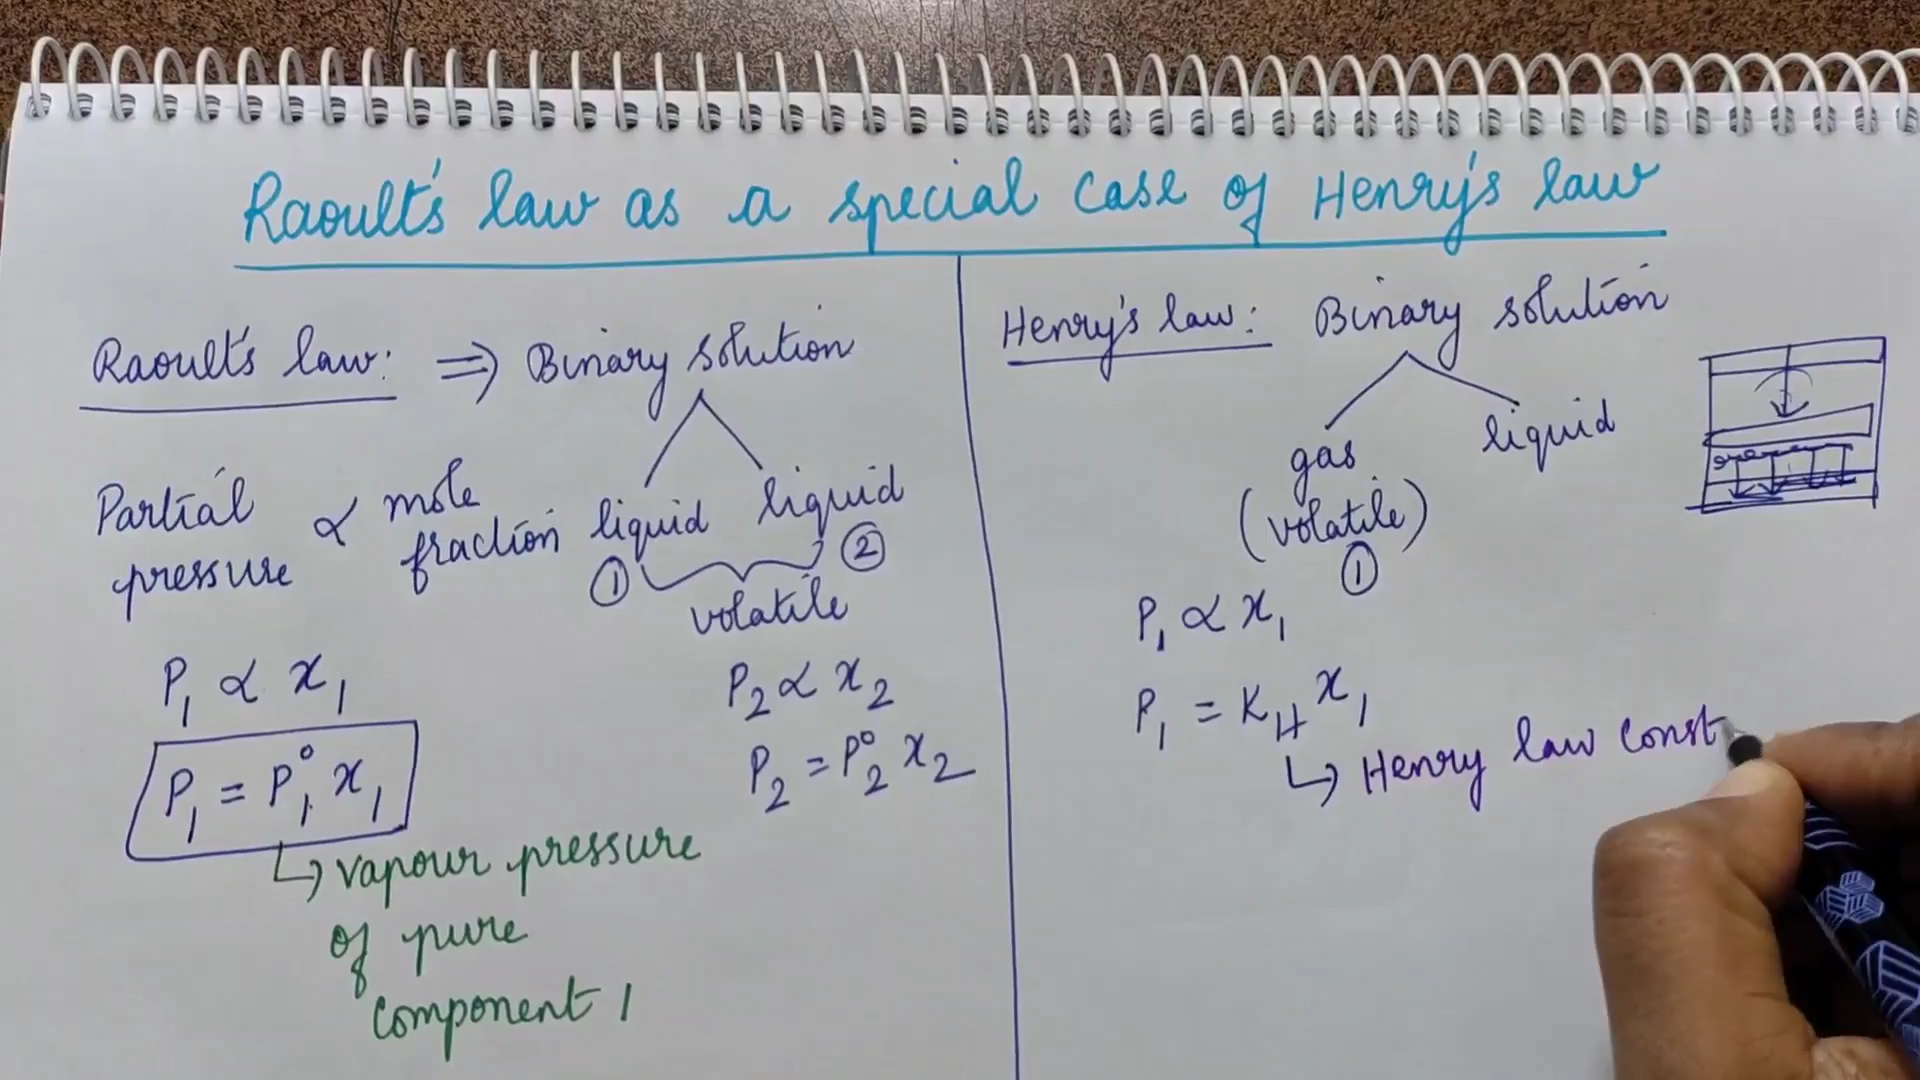 Raoult's law as a special case of Henry's law
Raoult's law: ⇒ Binary solution
Partial pressure ∝ mole fraction
liquid liquid
① ②
volatile
P₁ ∝ x₁
P₁ = P₁⁰ x₁
↳ vapour pressure
of pure
component 1
P₂ ∝ x₂
P₂ = P₂⁰ x₂
Henry's law: Binary solution
gas liquid
(volatile)
①
P₁ ∝ x₁
P₁ = K_H x₁
↳ Henry law const